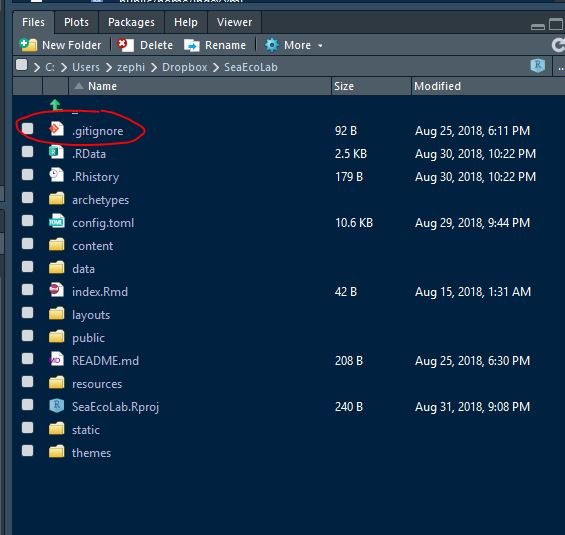 Files Plots Packages Help Viewer
New Folder Delete Rename More
C: Users zephi Dropbox SeaEcoLab ...
Name Size Modified
..
.gitignore 92 B Aug 25, 2018, 6:11 PM
.RData 2.5 KB Aug 30, 2018, 10:22 PM
.Rhistory 179 B Aug 30, 2018, 10:22 PM
archetypes
config.toml 10.6 KB Aug 29, 2018, 9:44 PM
content
data
index.Rmd 42 B Aug 15, 2018, 1:31 AM
layouts
public
README.md 208 B Aug 25, 2018, 6:30 PM
resources
SeaEcoLab.Rproj 240 B Aug 31, 2018, 9:08 PM
static
themes